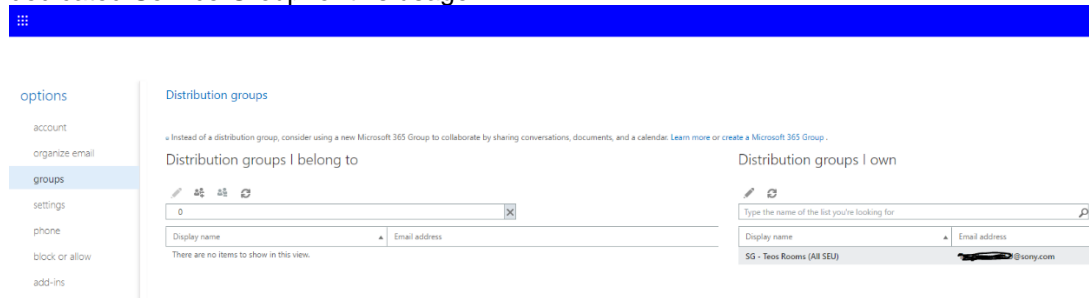 options
Distribution groups
account
Instead of a distribution group, consider using a new Microsoft 365 Group to collaborate by sharing conversations, documents, and a calendar. Learn more or create a Microsoft 365 Group .
organize email
Distribution groups I belong to
Distribution groups I own
groups
settings
0
Type the name of the list you're looking for
phone
Display name Email address
Display name Email address
block or allow
There are no items to show in this view.
SG - Teos Rooms (All SEU) @sony.com
add-ins